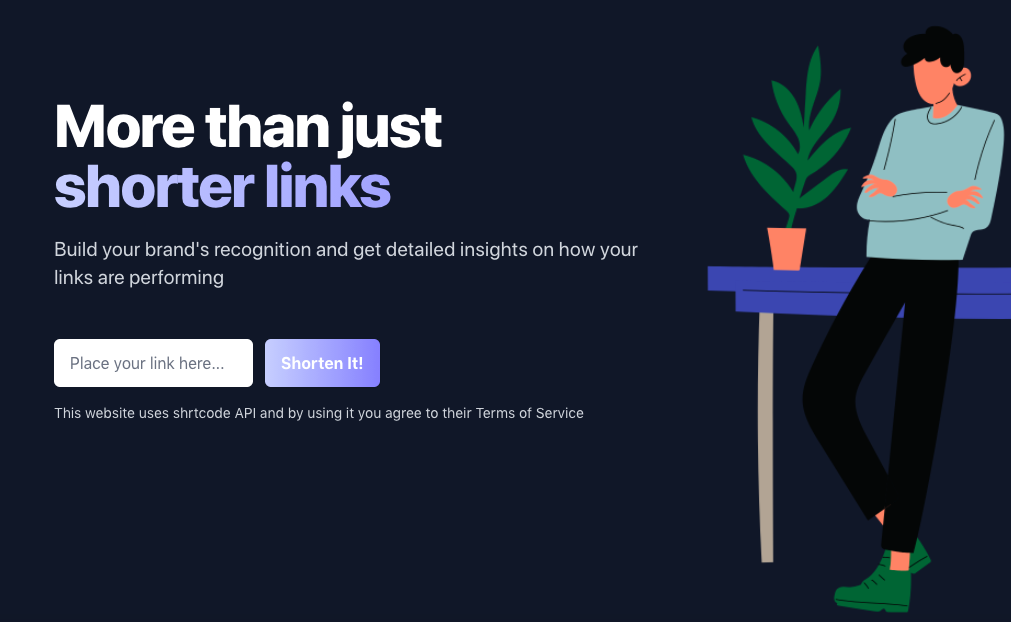 More than just
shorter links
Build your brand's recognition and get detailed insights on how your
links are performing
Place your link here...
Shorten It!
This website uses shrtcode API and by using it you agree to their Terms of Service